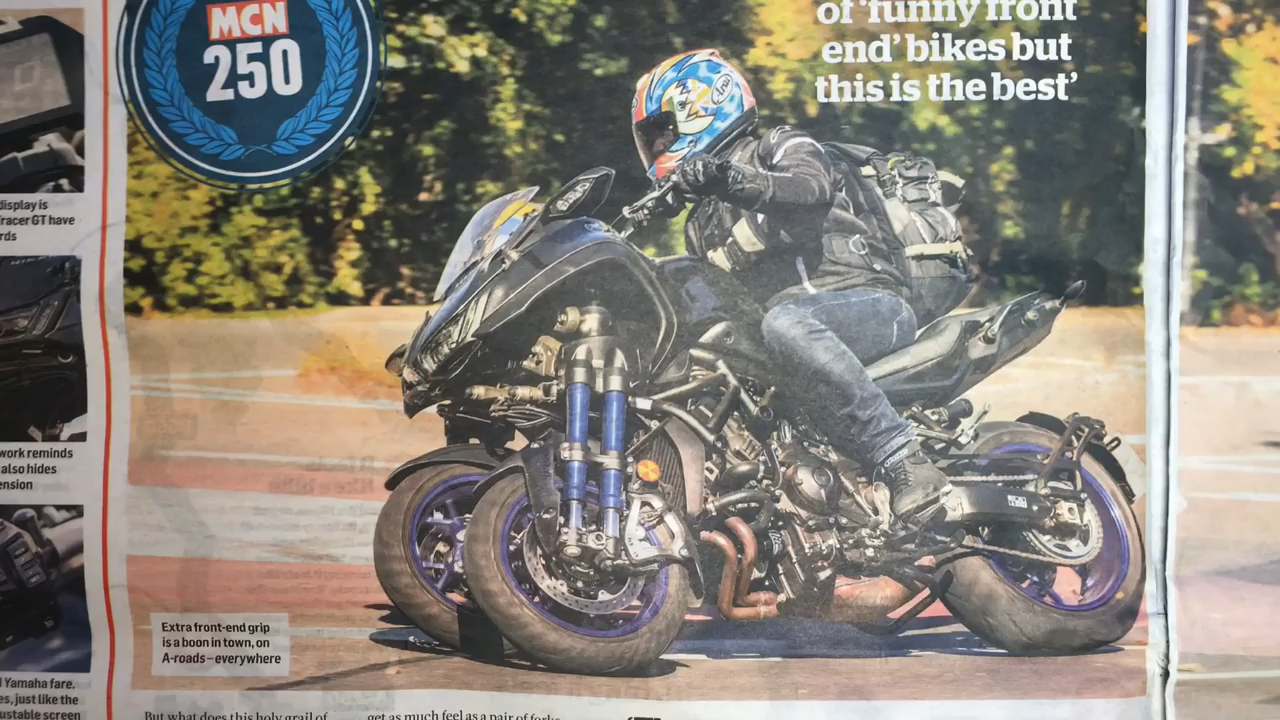 MCN
250
of 'funny front
end' bikes but
this is the best'
Arai
display is
Tracer GT have
rds
work reminds
also hides
ension
Extra front-end grip
is a boon in town, on
A-roads – everywhere
l Yamaha fare.
es, just like the
ustable screen
But what does this holy grail of
get as much feel as a pair of forks